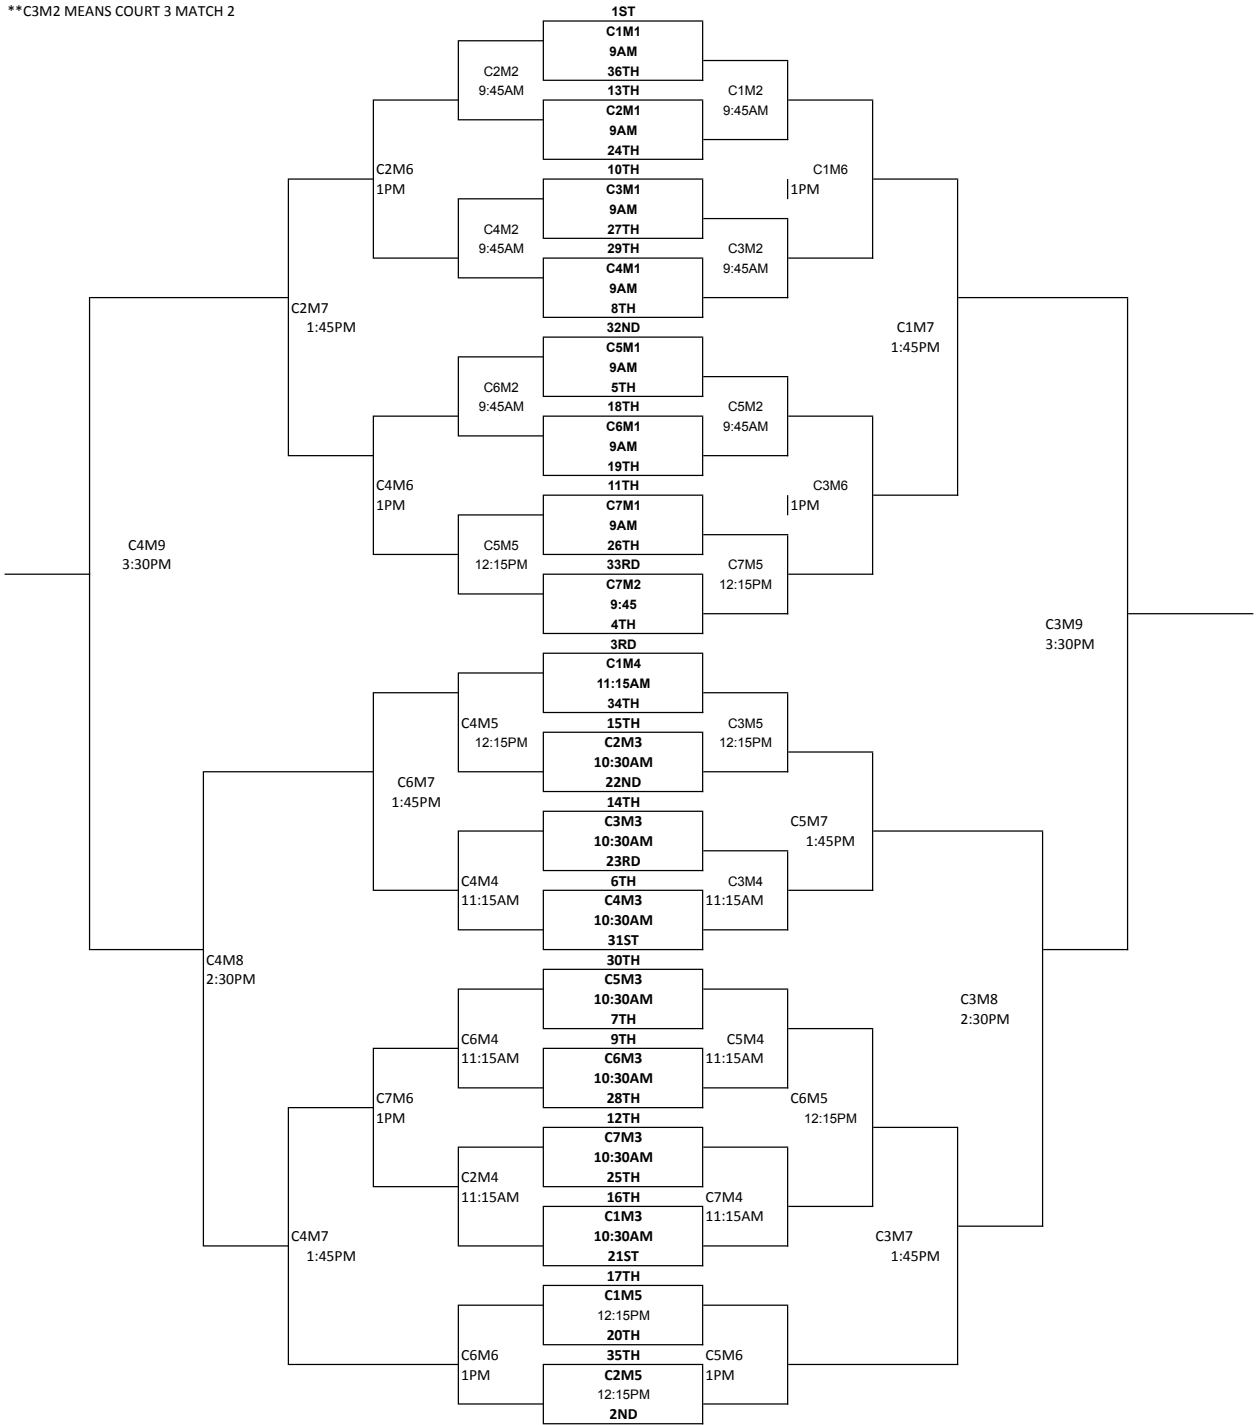 **C3M2 MEANS COURT 3 MATCH 2
1ST
C1M1
9AM
36TH
C2M2
9:45AM
13TH
C1M2
9:45AM
C2M1
9AM
24TH
C2M6
1PM
10TH
C1M6
1PM
C3M1
9AM
27TH
C4M2
9:45AM
29TH
C3M2
9:45AM
C4M1
9AM
8TH
C2M7
1:45PM
32ND
C1M7
1:45PM
C5M1
9AM
5TH
C6M2
9:45AM
18TH
C5M2
9:45AM
C6M1
9AM
19TH
C4M6
1PM
11TH
C3M6
1PM
C7M1
9AM
26TH
C4M9
3:30PM
C5M5
12:15PM
33RD
C7M5
12:15PM
C7M2
9:45
4TH
C3M9
3:30PM
3RD
C1M4
11:15AM
34TH
C4M5
12:15PM
15TH
C3M5
12:15PM
C2M3
10:30AM
22ND
C6M7
1:45PM
14TH
C5M7
1:45PM
C3M3
10:30AM
23RD
C4M4
11:15AM
6TH
C3M4
11:15AM
C4M3
10:30AM
31ST
C4M8
2:30PM
30TH
C5M3
10:30AM
7TH
C3M8
2:30PM
C6M4
11:15AM
9TH
C5M4
11:15AM
C6M3
10:30AM
28TH
C7M6
1PM
12TH
C6M5
12:15PM
C7M3
10:30AM
25TH
C2M4
11:15AM
16TH
C7M4
11:15AM
C1M3
10:30AM
21ST
C4M7
1:45PM
17TH
C3M7
1:45PM
C1M5
12:15PM
20TH
C6M6
1PM
35TH
C5M6
1PM
C2M5
12:15PM
2ND